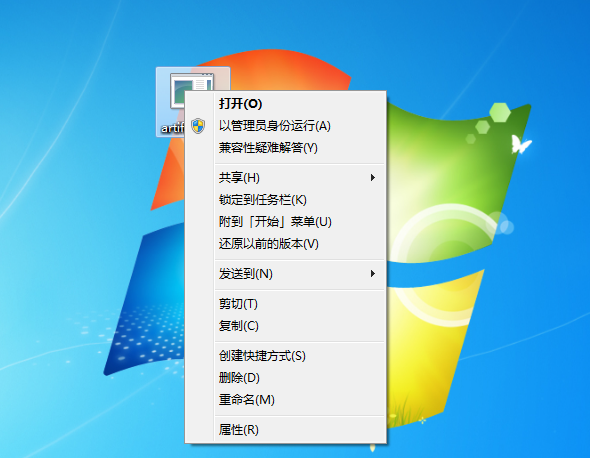 打开(O)
以管理员身份运行(A)
兼容性疑难解答(Y)
共享(H)
锁定到任务栏(K)
附到「开始」菜单(U)
还原以前的版本(V)
发送到(N)
剪切(T)
复制(C)
创建快捷方式(S)
删除(D)
重命名(M)
属性(R)